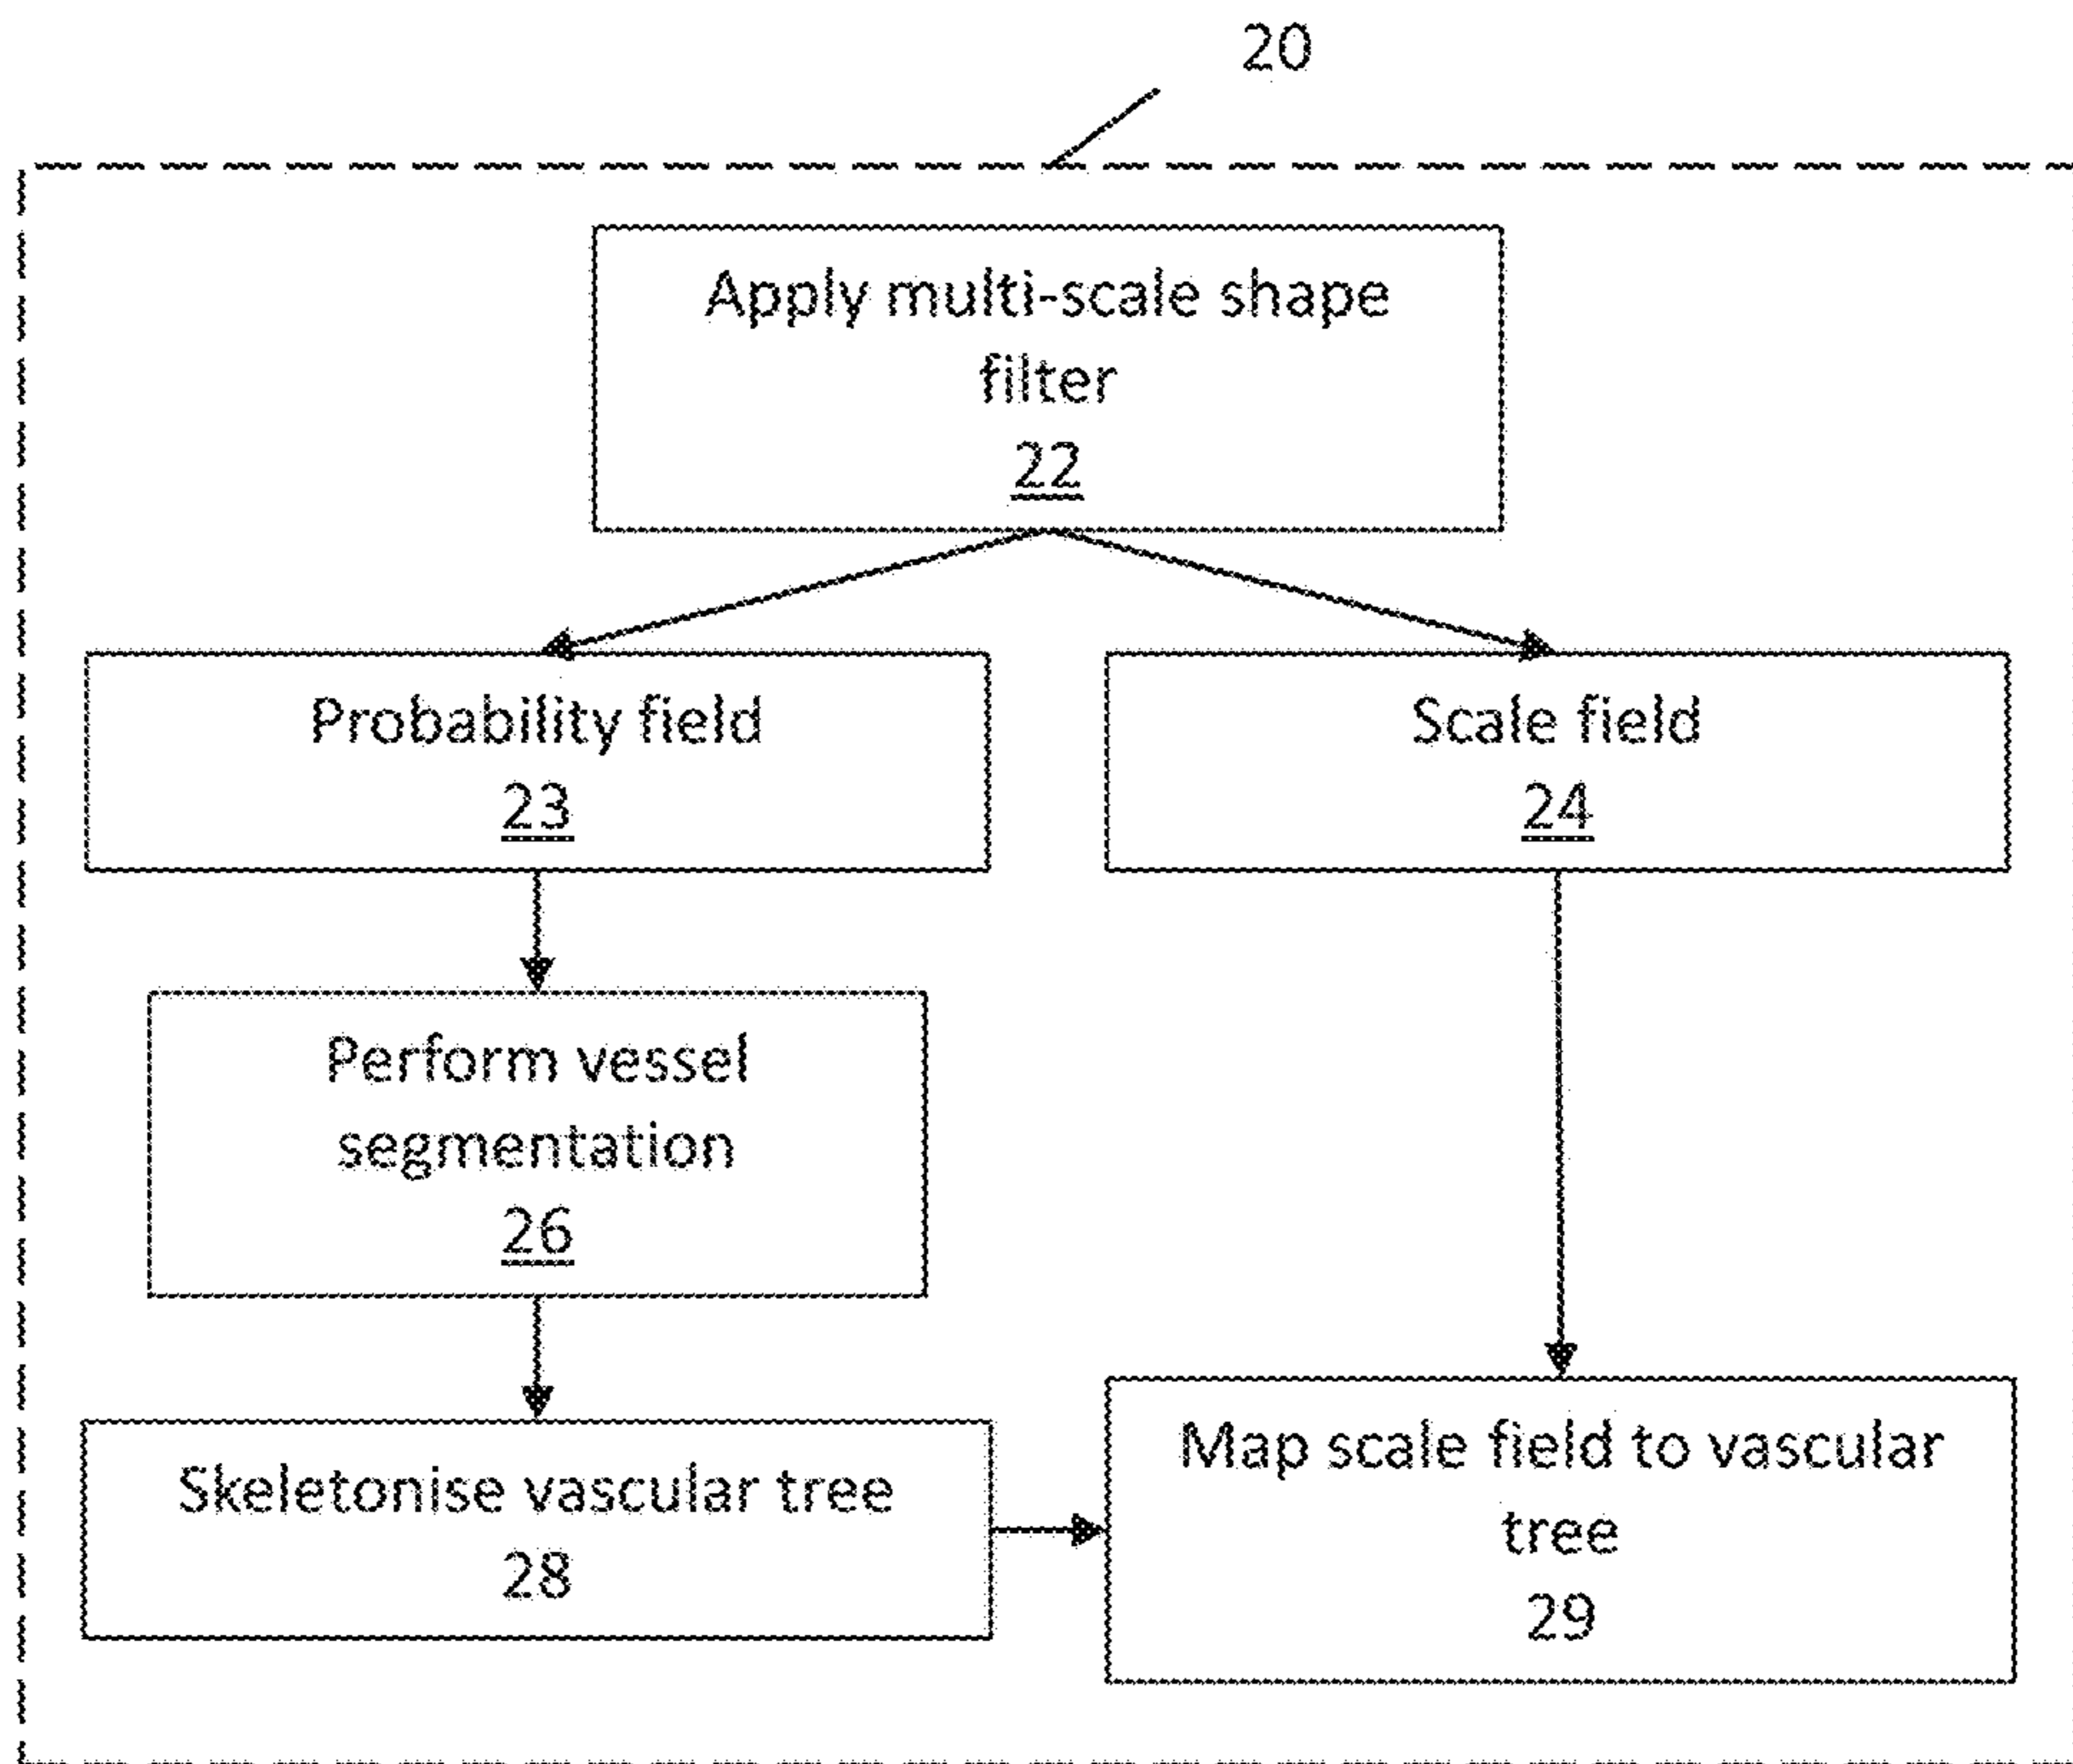 20
Apply multi-scale shape
filter
22
Probability field
23
Scale field
24
Perform vessel
segmentation
26
Skeletonise vascular tree
28
Map scale field to vascular
tree
29